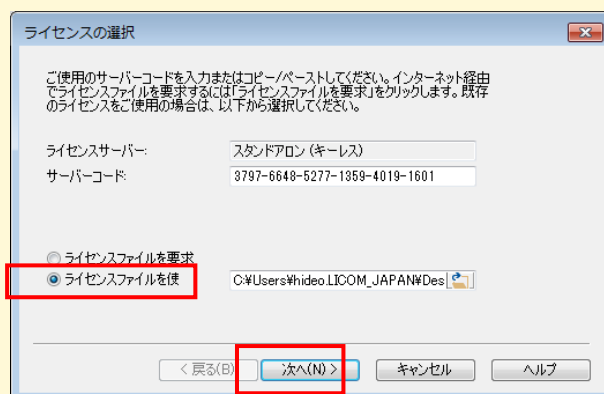 ライセンスの選択
ご使用のサーバーコードを入力またはコピー/ペーストしてください。インターネット経由
でライセンスファイルを要求するには「ライセンスファイルを要求」をクリックします。既存
のライセンスをご使用の場合は、以下から選択してください。
ライセンスサーバー: スタンドアロン (キーレス)
サーバーコード: 3797-6648-5277-1359-4019-1601
ライセンスファイルを要求
ライセンスファイルを使 C:¥Users¥hideo.LICOM_JAPAN¥Des
< 戻る(B) 次へ(N) > キャンセル ヘルプ